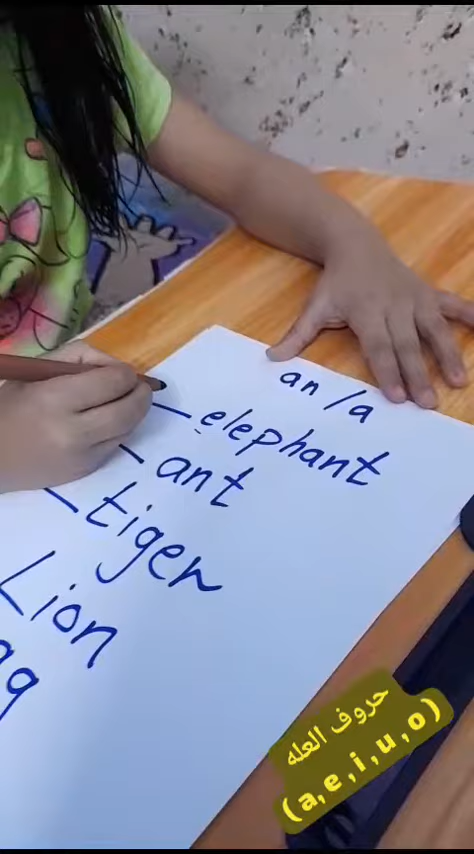 an/a
elephant
ant
tiger
Lion
حروف العله
(a,e,i,u,o)